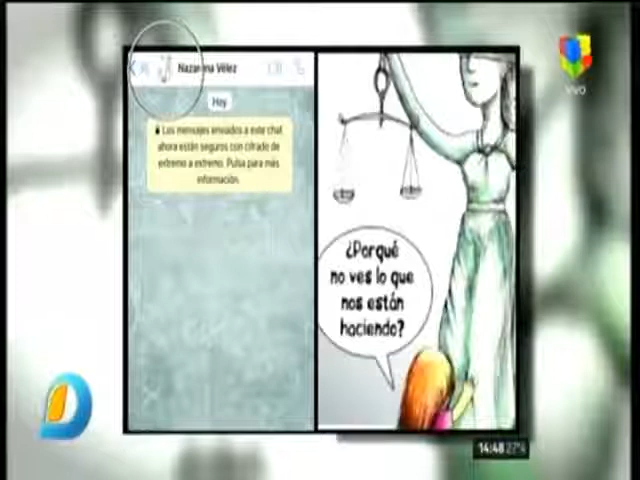 Nazarena Vélez
Hoy
Los mensajes enviados a este chat
ahora están seguros con cifrado de
extremo a extremo. Pulsa para más
información.
¿Porqué
no ves lo que
nos están
haciendo?
VIVO
14:48 27°